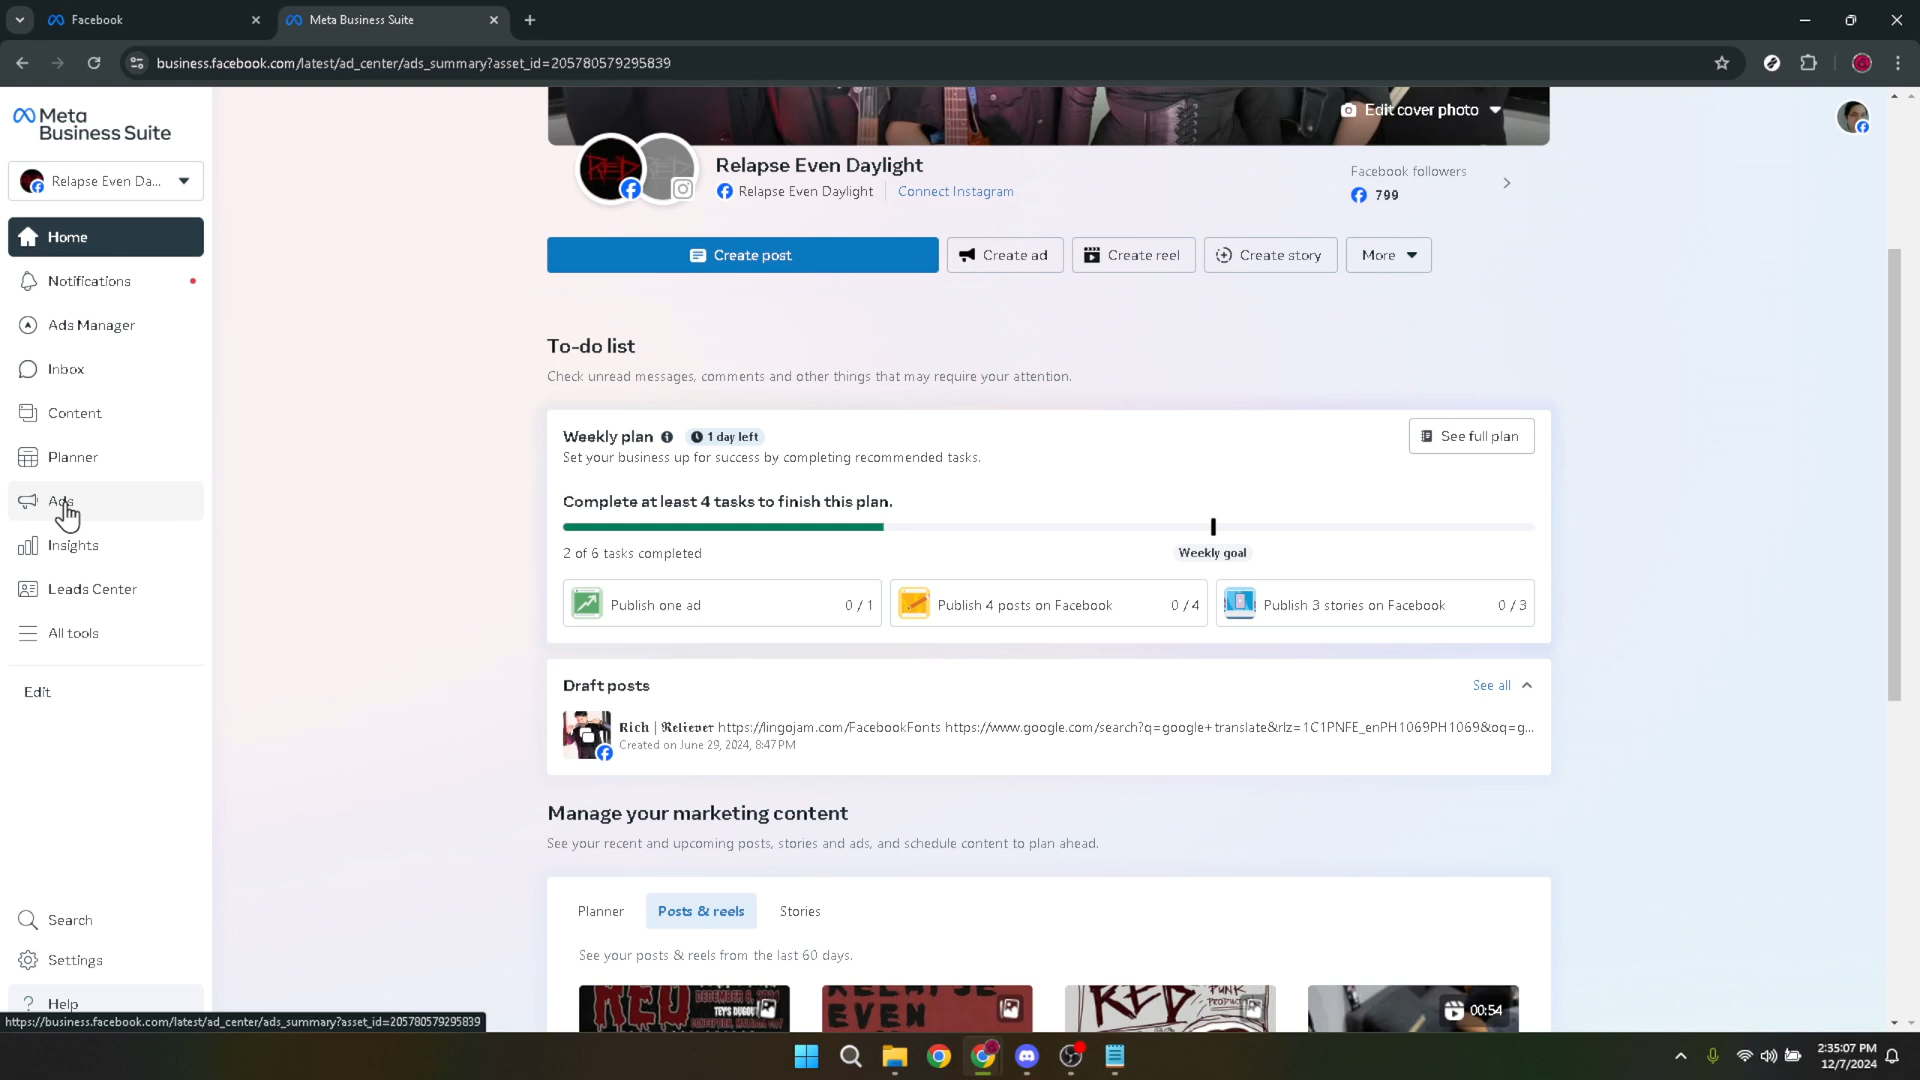 Facebook
Meta Business Suite
business.facebook.com/latest/ad_center/ads_summary?asset_id=205780579295839
Meta
Business Suite
Relapse Even Da...
Home
Notifications
Ads Manager
Inbox
Content
Planner
Ads
Insights
Leads Center
All tools
Edit
Search
Settings
Help
Edit cover photo
Relapse Even Daylight
Relapse Even Daylight
Connect Instagram
Facebook followers
799
Create post
Create ad
Create reel
Create story
More
To-do list
Check unread messages, comments and other things that may require your attention.
Weekly plan
1 day left
See full plan
Set your business up for success by completing recommended tasks.
Complete at least 4 tasks to finish this plan.
2 of 6 tasks completed
Weekly goal
Publish one ad 0 / 1
Publish 4 posts on Facebook 0 / 4
Publish 3 stories on Facebook 0 / 3
Draft posts
See all
Rich | 𝕽𝖊𝖑𝖎𝖊𝖛𝖊𝖗 https://lingojam.com/FacebookFonts https://www.google.com/search?q=google+translate&rlz=1C1PNFE_enPH1069PH1069&oq=g...
Created on June 29, 2024, 8:47 PM
Manage your marketing content
See your recent and upcoming posts, stories and ads, and schedule content to plan ahead.
Planner
Posts & reels
Stories
See your posts & reels from the last 60 days.
RED
EVEN
00:54
https://business.facebook.com/latest/ad_center/ads_summary?asset_id=205780579295839
2:35:07 PM
12/7/2024